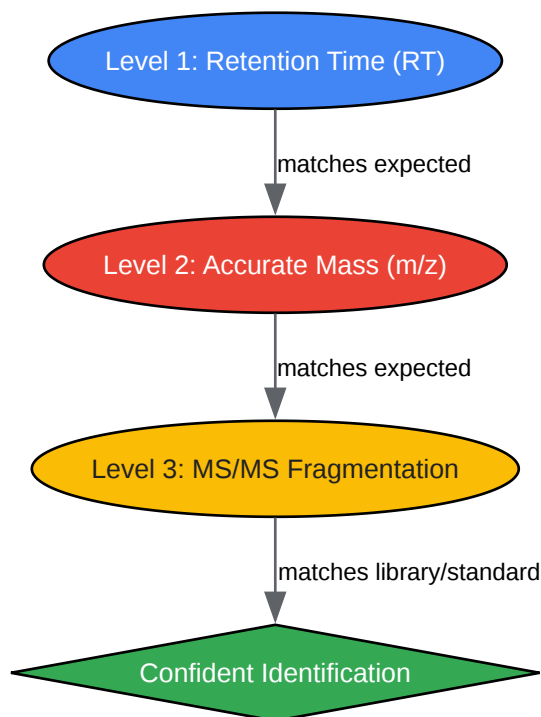 Level 1: Retention Time (RT)
matches expected
Level 2: Accurate Mass (m/z)
matches expected
Level 3: MS/MS Fragmentation
matches library/standard
Confident Identification